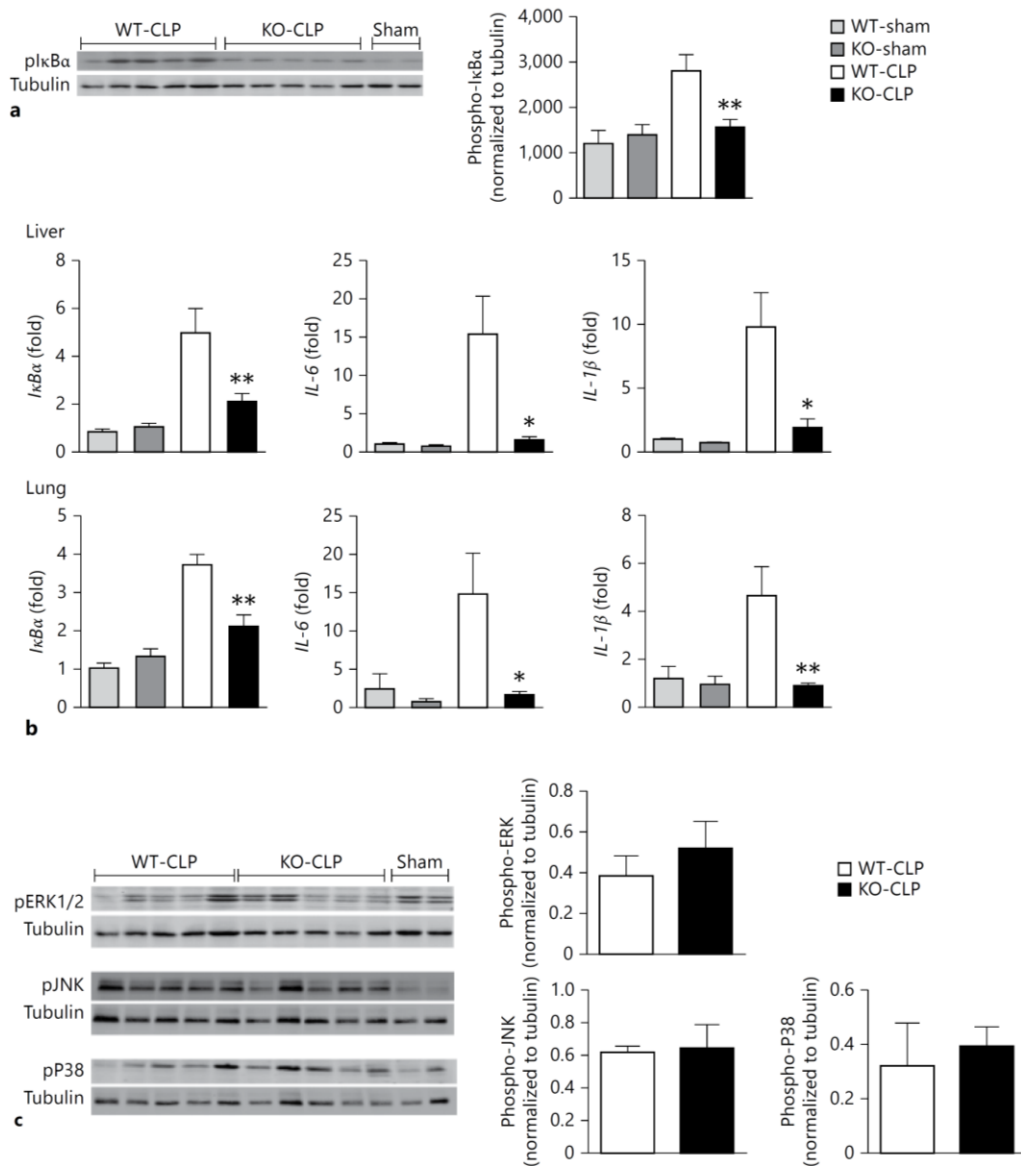 WT-CLP KO-CLP Sham
pIκBα
Tubulin
a
Phospho-IκBα
(normalized to tubulin)
4,000
3,000
2,000
1,000
0
**
WT-sham
KO-sham
WT-CLP
KO-CLP
Liver
IκBα (fold)
8
6
4
2
0
**
IL-6 (fold)
25
20
15
10
5
0
*
IL-1β (fold)
15
10
5
0
*
Lung
IκBα (fold)
5
4
3
2
1
0
**
IL-6 (fold)
25
20
15
10
5
0
*
IL-1β (fold)
8
6
4
2
0
**
b
WT-CLP KO-CLP Sham
pERK1/2
Tubulin
pJNK
Tubulin
pP38
Tubulin
c
Phospho-ERK
(normalized to tubulin)
0.8
0.6
0.4
0.2
0
WT-CLP
KO-CLP
Phospho-JNK
(normalized to tubulin)
1.0
0.8
0.6
0.4
0.2
0
Phospho-P38
(normalized to tubulin)
0.6
0.4
0.2
0